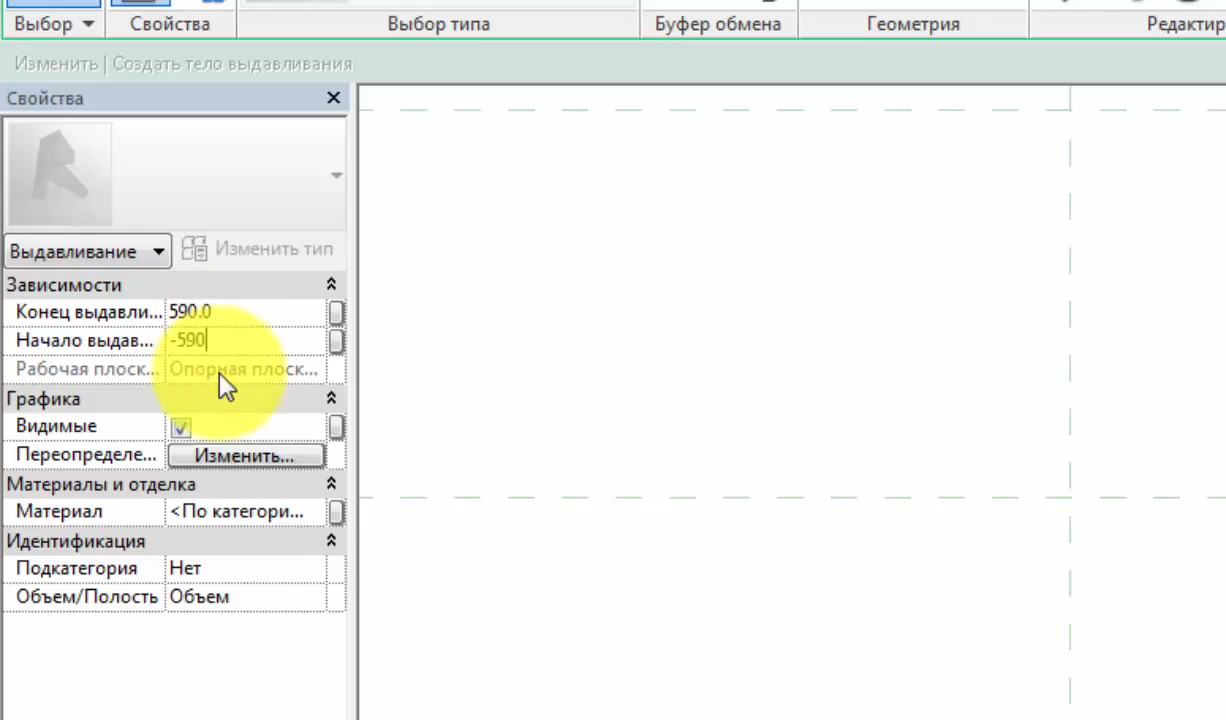 Выбор Свойства Выбор типа Буфер обмена Геометрия Редактир
Изменить | Создать тело выдавливания
Свойства
Выдавливание Изменить тип
Зависимости
Конец выдавли... 590.0
Начало выдав... -590
Рабочая плоск... Опорная плоск...
Графика
Видимые
Переопределе... Изменить...
Материалы и отделка
Материал <По категори...
Идентификация
Подкатегория Нет
Объем/Полость Объем